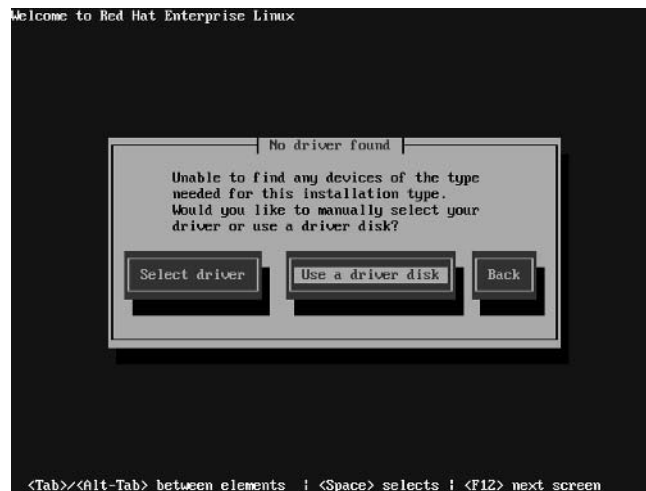 Welcome to Red Hat Enterprise Linux
No driver found
Unable to find any devices of the type
needed for this installation type.
Would you like to manually select your
driver or use a driver disk?
Select driver
Use a driver disk
Back
<Tab>/<Alt-Tab> between elements | <Space> selects | <F12> next screen